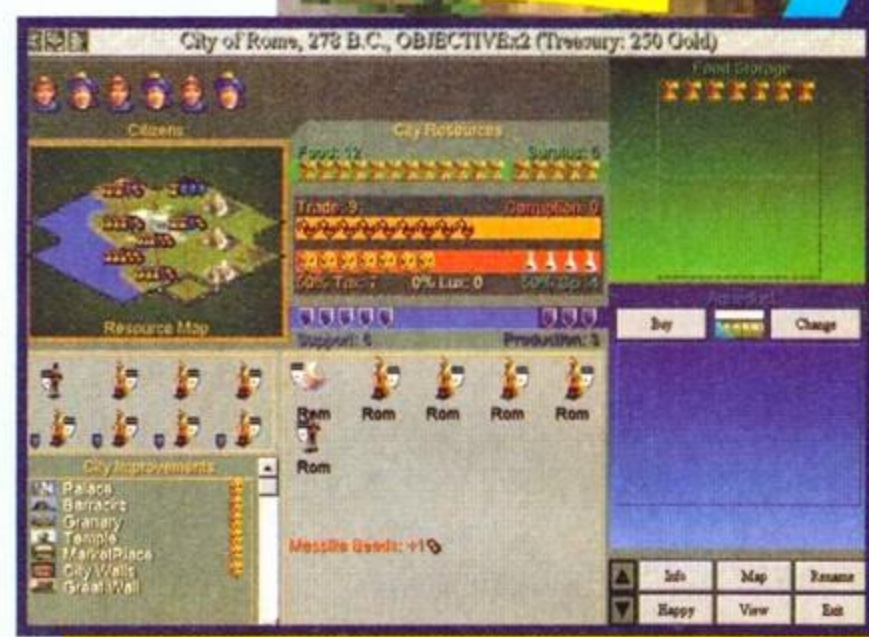 City of Rome, 278 B.C., OBJECTIVEx2 (Treasury: 250 Gold)
Citizens
City Resources
Food: 12
Surplus: 6
Trade: 9
Corruption: 0
50% Tax: 7
0% Lux: 0
50% Sci: 4
Production: 3
Resource Map
Food Storage
Aqueduct
Buy
Change
Rom
Rom
Rom
Rom
Rom
Rom
City Improvements
Palace
Barracks
Granary
Temple
MarketPlace
City Walls
Great Wall
+1
Info
Map
Rename
Happy
View
Exit